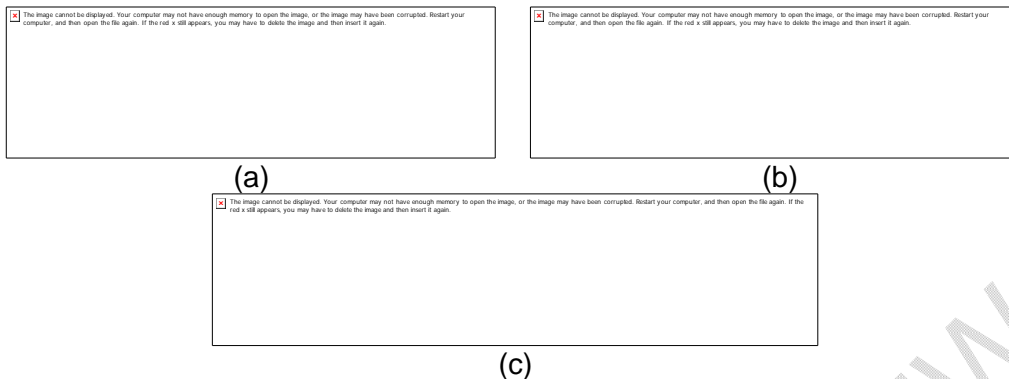 The image cannot be displayed. Your computer may not have enough memory to open the image, or the image may have been corrupted. Restart your
computer, and then open the file again. If the red x still appears, you may have to delete the image and then insert it again.
The image cannot be displayed. Your computer may not have enough memory to open the image, or the image may have been corrupted. Restart your
computer, and then open the file again. If the red x still appears, you may have to delete the image and then insert it again.
(a)
(b)
The image cannot be displayed. Your computer may not have enough memory to open the image, or the image may have been corrupted. Restart your computer, and then open the file again. If the
red x still appears, you may have to delete the image and then insert it again.
(c)